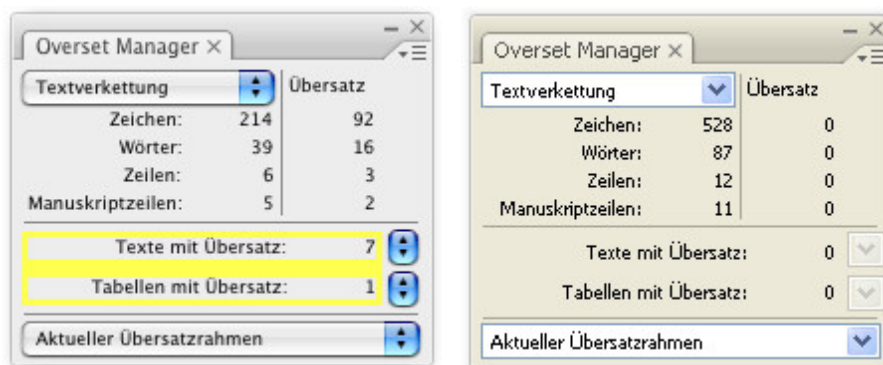 Overset Manager ×
Textverkettung Übersatz
Zeichen: 214 92
Wörter: 39 16
Zeilen: 6 3
Manuskriptzeilen: 5 2
Texte mit Übersatz: 7
Tabellen mit Übersatz: 1
Aktueller Übersatzrahmen
Overset Manager ×
Textverkettung Übersatz
Zeichen: 528 0
Wörter: 87 0
Zeilen: 12 0
Manuskriptzeilen: 11 0
Texte mit Übersatz: 0
Tabellen mit Übersatz: 0
Aktueller Übersatzrahmen